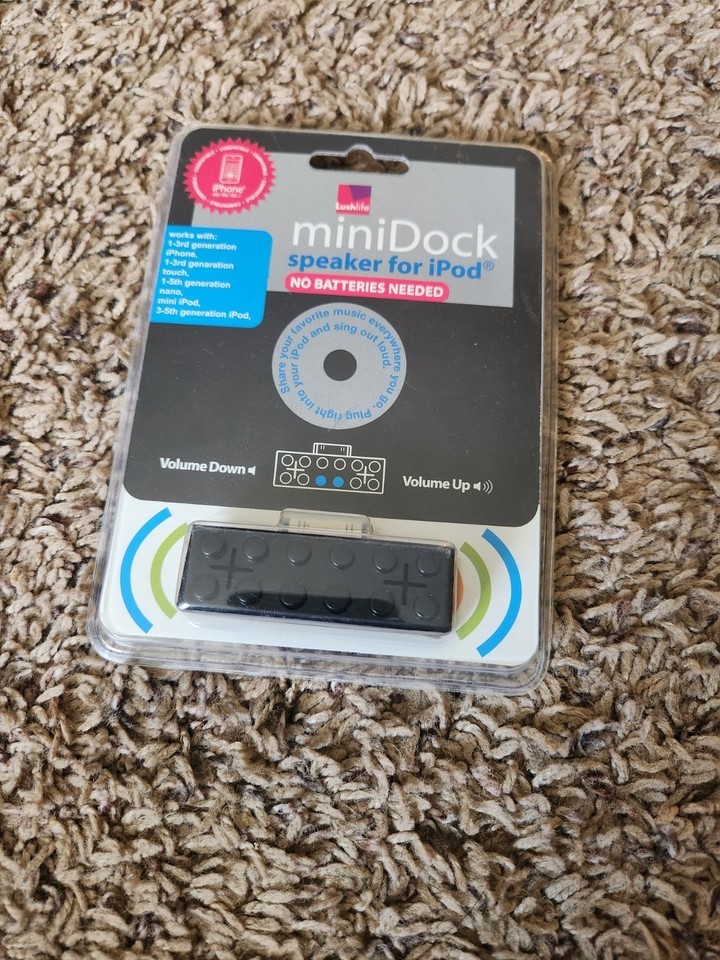 COMPATIBLE
iPhone
Lushlife
miniDock
speaker for iPod®
NO BATTERIES NEEDED
works with:
1-3rd generation
iPhone,
1-3rd genaration
touch,
1-5th generation
nano,
mini iPod,
3-5th generation iPod,
Share your favorite music everywhere you go. Plug right into your iPod and sing out loud.
Volume Down
Volume Up